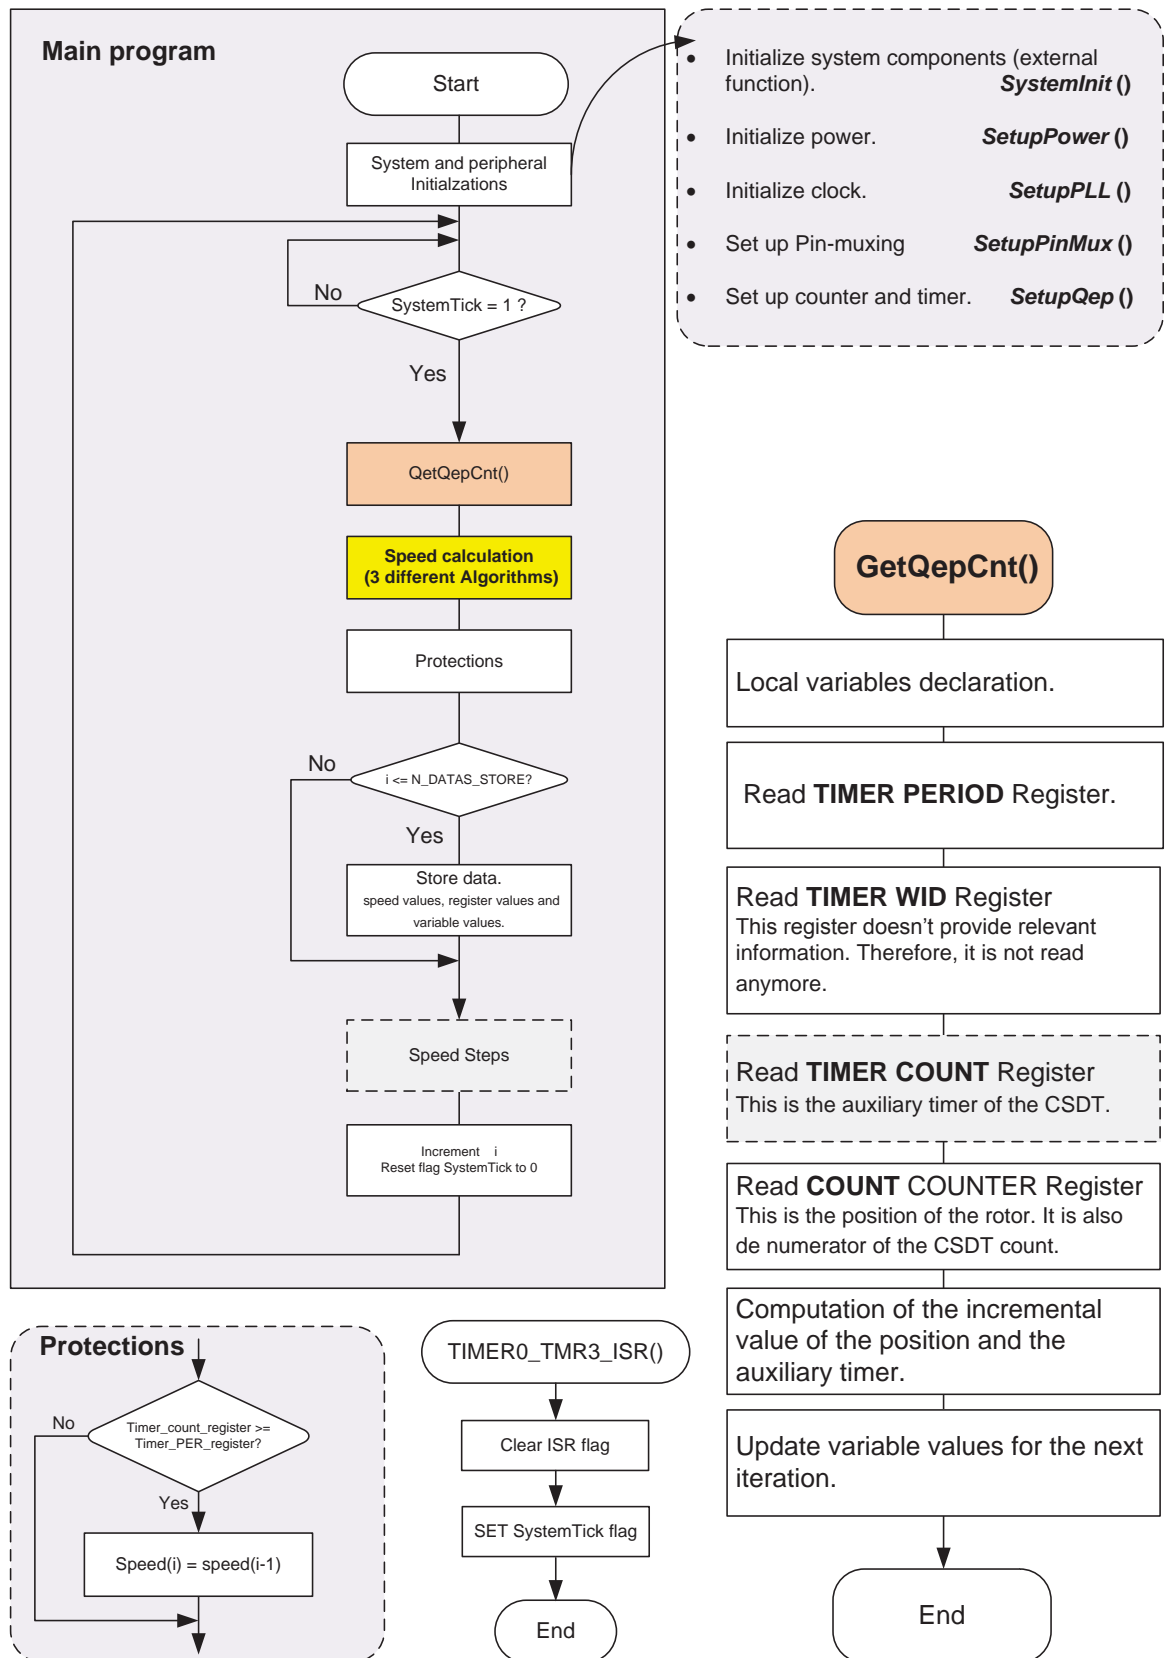 Main program
Start
System and peripheral
Initialzations
No
SystemTick = 1 ?
Yes
QetQepCnt()
Speed calculation
(3 different Algorithms)
Protections
No
i <= N_DATAS_STORE?
Yes
Store data.
speed values, register values and
variable values.
Speed Steps
Increment i
Reset flag SystemTick to 0
• Initialize system components (external
function). SystemInit ()
• Initialize power. SetupPower ()
• Initialize clock. SetupPLL ()
• Set up Pin-muxing SetupPinMux ()
• Set up counter and timer. SetupQep ()
GetQepCnt()
Local variables declaration.
Read TIMER PERIOD Register.
Read TIMER WID Register
This register doesn't provide relevant
information. Therefore, it is not read
anymore.
Read TIMER COUNT Register
This is the auxiliary timer of the CSDT.
Read COUNT COUNTER Register
This is the position of the rotor. It is also
de numerator of the CSDT count.
Computation of the incremental
value of the position and the
auxiliary timer.
Update variable values for the next
iteration.
End
Protections
No
Timer_count_register >=
Timer_PER_register?
Yes
Speed(i) = speed(i-1)
TIMER0_TMR3_ISR()
Clear ISR flag
SET SystemTick flag
End